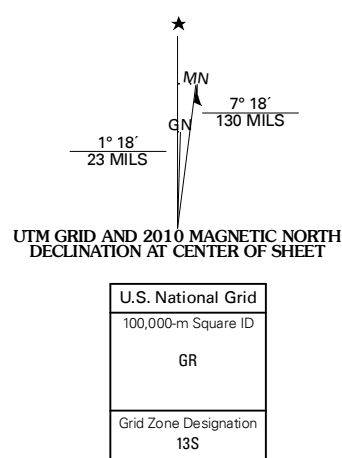 ★
MN
GN
7° 18´
130 MILS
1° 18´
23 MILS
UTM GRID AND 2010 MAGNETIC NORTH
DECLINATION AT CENTER OF SHEET
U.S. National Grid
100,000-m Square ID
GR
Grid Zone Designation
13S